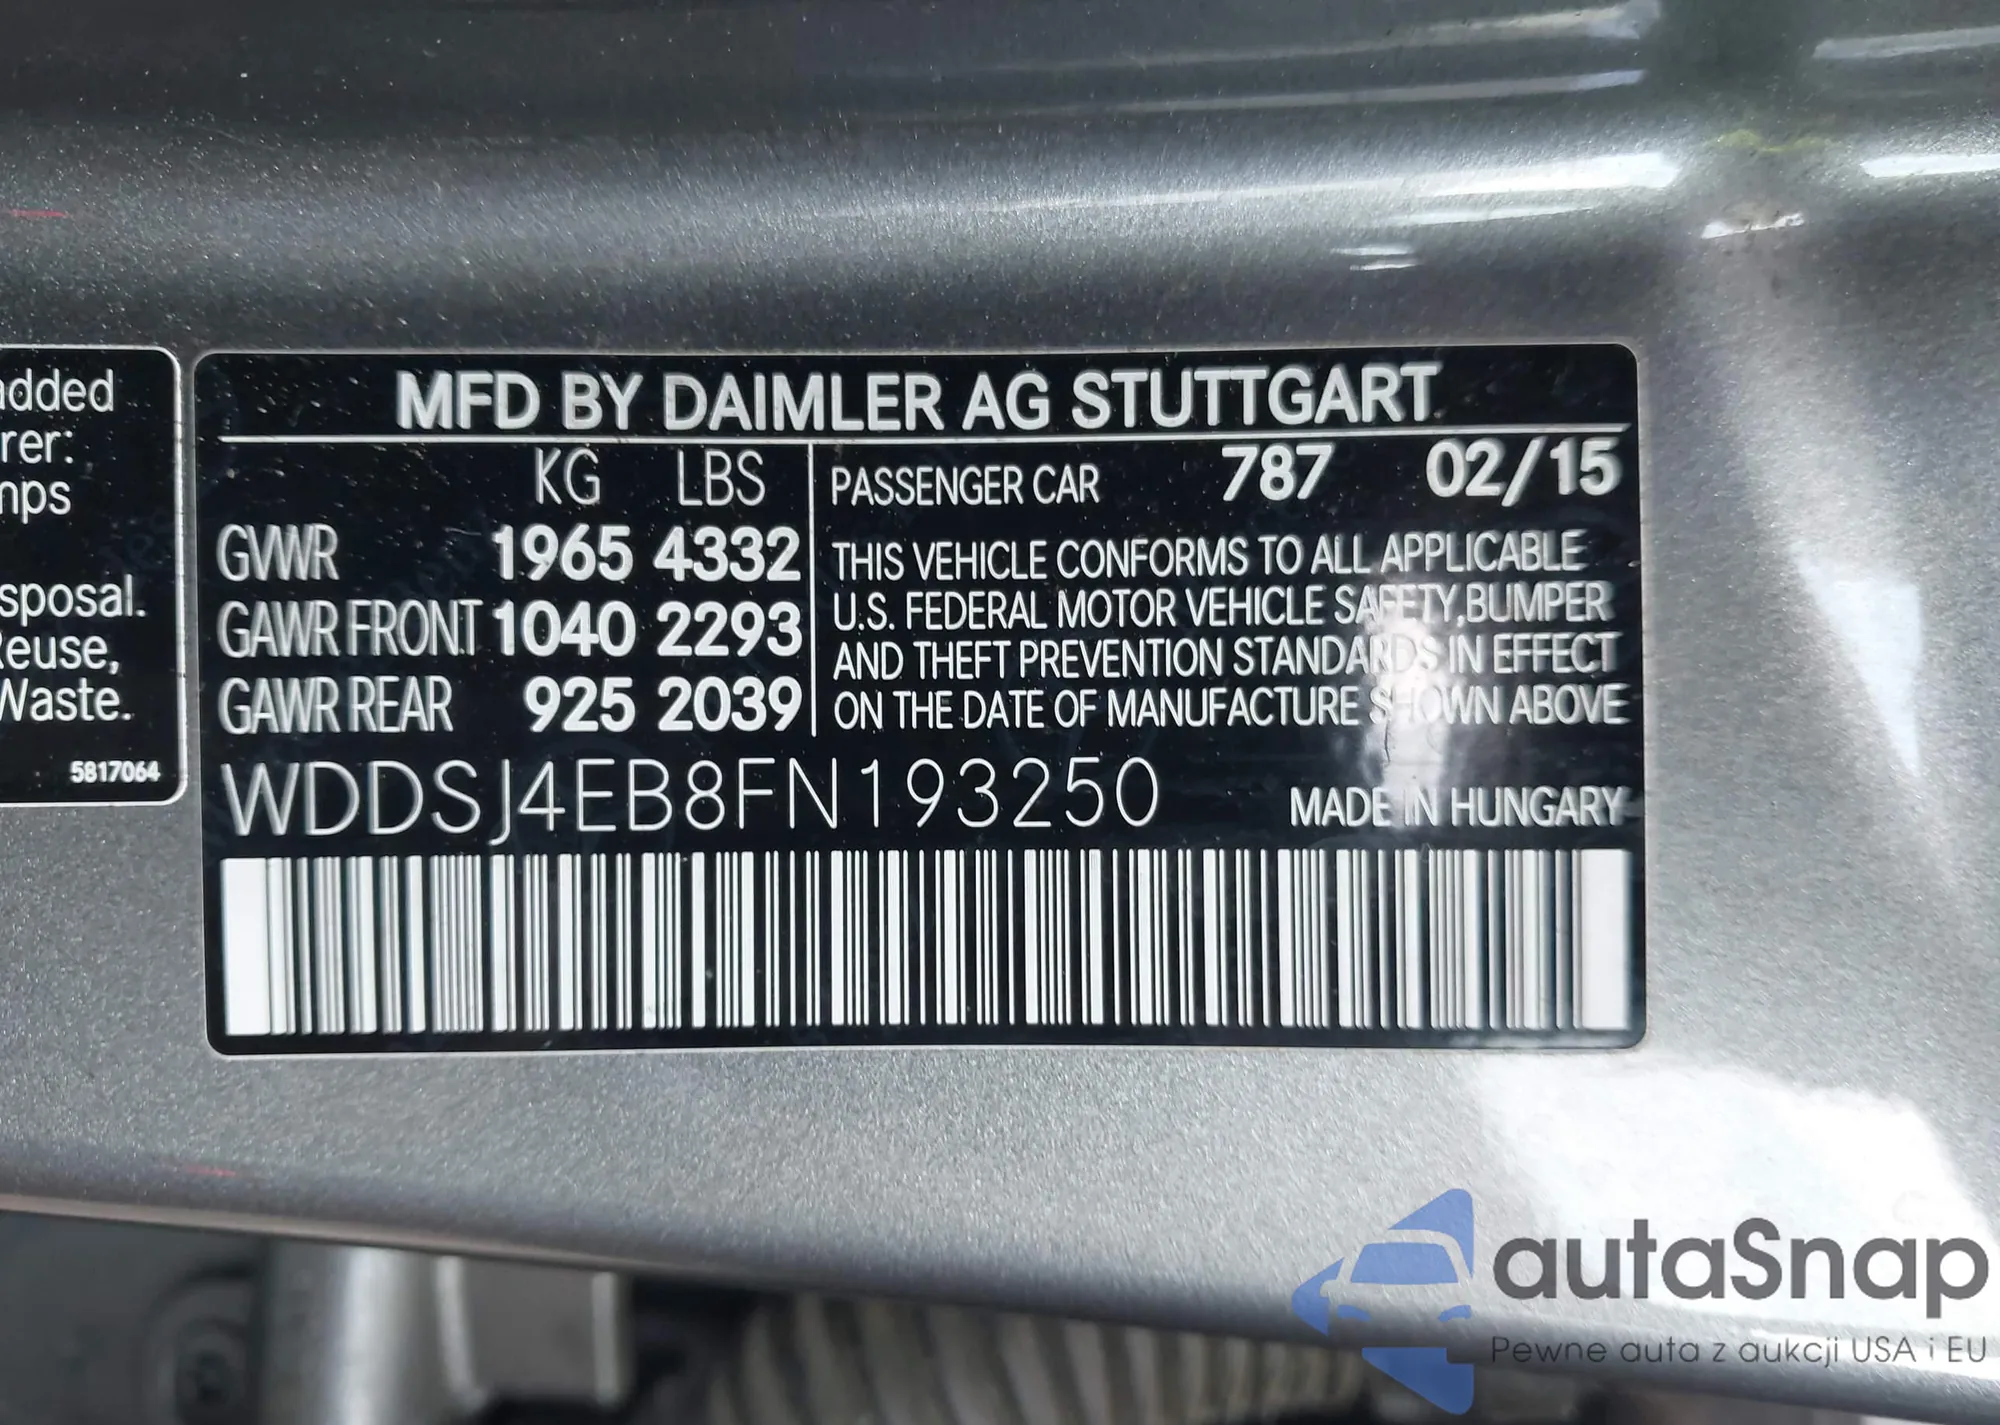 added
rer:
mps
sposal.
Reuse,
Waste.
5817064
MFD BY DAIMLER AG STUTTGART
KG LBS
GVWR 1965 4332
GAWR FRONT 1040 2293
GAWR REAR 925 2039
PASSENGER CAR 787 02/15
THIS VEHICLE CONFORMS TO ALL APPLICABLE
U.S. FEDERAL MOTOR VEHICLE SAFETY,BUMPER
AND THEFT PREVENTION STANDARDS IN EFFECT
ON THE DATE OF MANUFACTURE SHOWN ABOVE
WDDSJ4EB8FN193250
MADE IN HUNGARY
autaSnap
Pewne auta z aukcji USA i EU